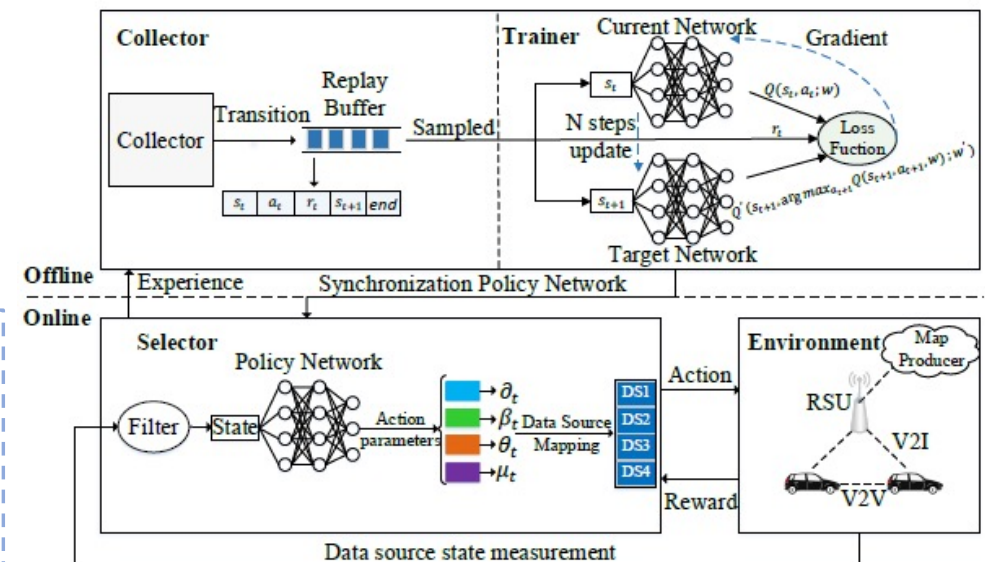 Collector
Trainer
Current Network
Gradient
Replay
Buffer
Transition
Collector
Sampled
s_t
N steps
update
Q(s_t, a_t; w)
r_t
Loss
Fuction
s_t a_t r_t s_{t+1} end
s_{t+1}
Q'(s_{t+1}, arg max_{a_{t+1}} Q(s_{t+1}, a_{t+1}, w); w')
Target Network
Offline
Experience
Synchronization Policy Network
Online
Selector
Policy Network
Filter
State
Action
parameters
∂_t
β_t
θ_t
μ_t
Data Source
Mapping
DS1
DS2
DS3
DS4
Action
Reward
Environment
Map
Producer
RSU
V2I
V2V
Data source state measurement